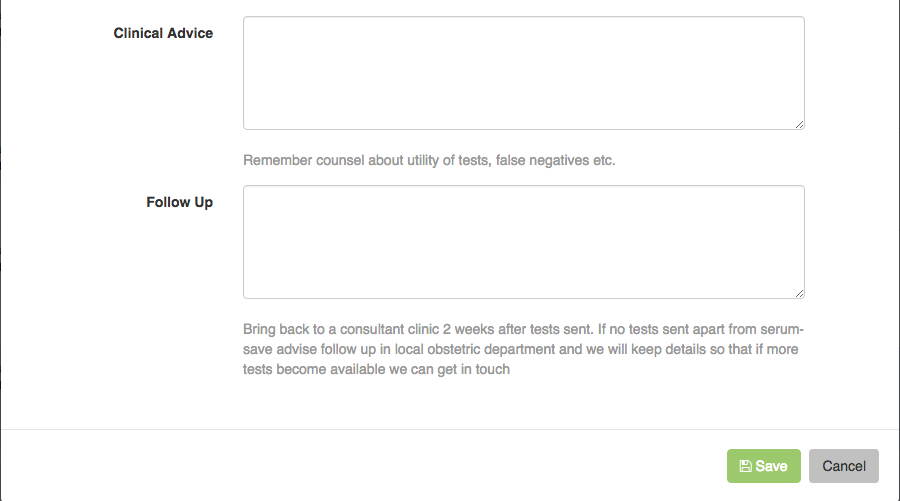 Clinical Advice
Remember counsel about utility of tests, false negatives etc.
Follow Up
Bring back to a consultant clinic 2 weeks after tests sent. If no tests sent apart from serum-
save advise follow up in local obstetric department and we will keep details so that if more
tests become available we can get in touch
Save
Cancel